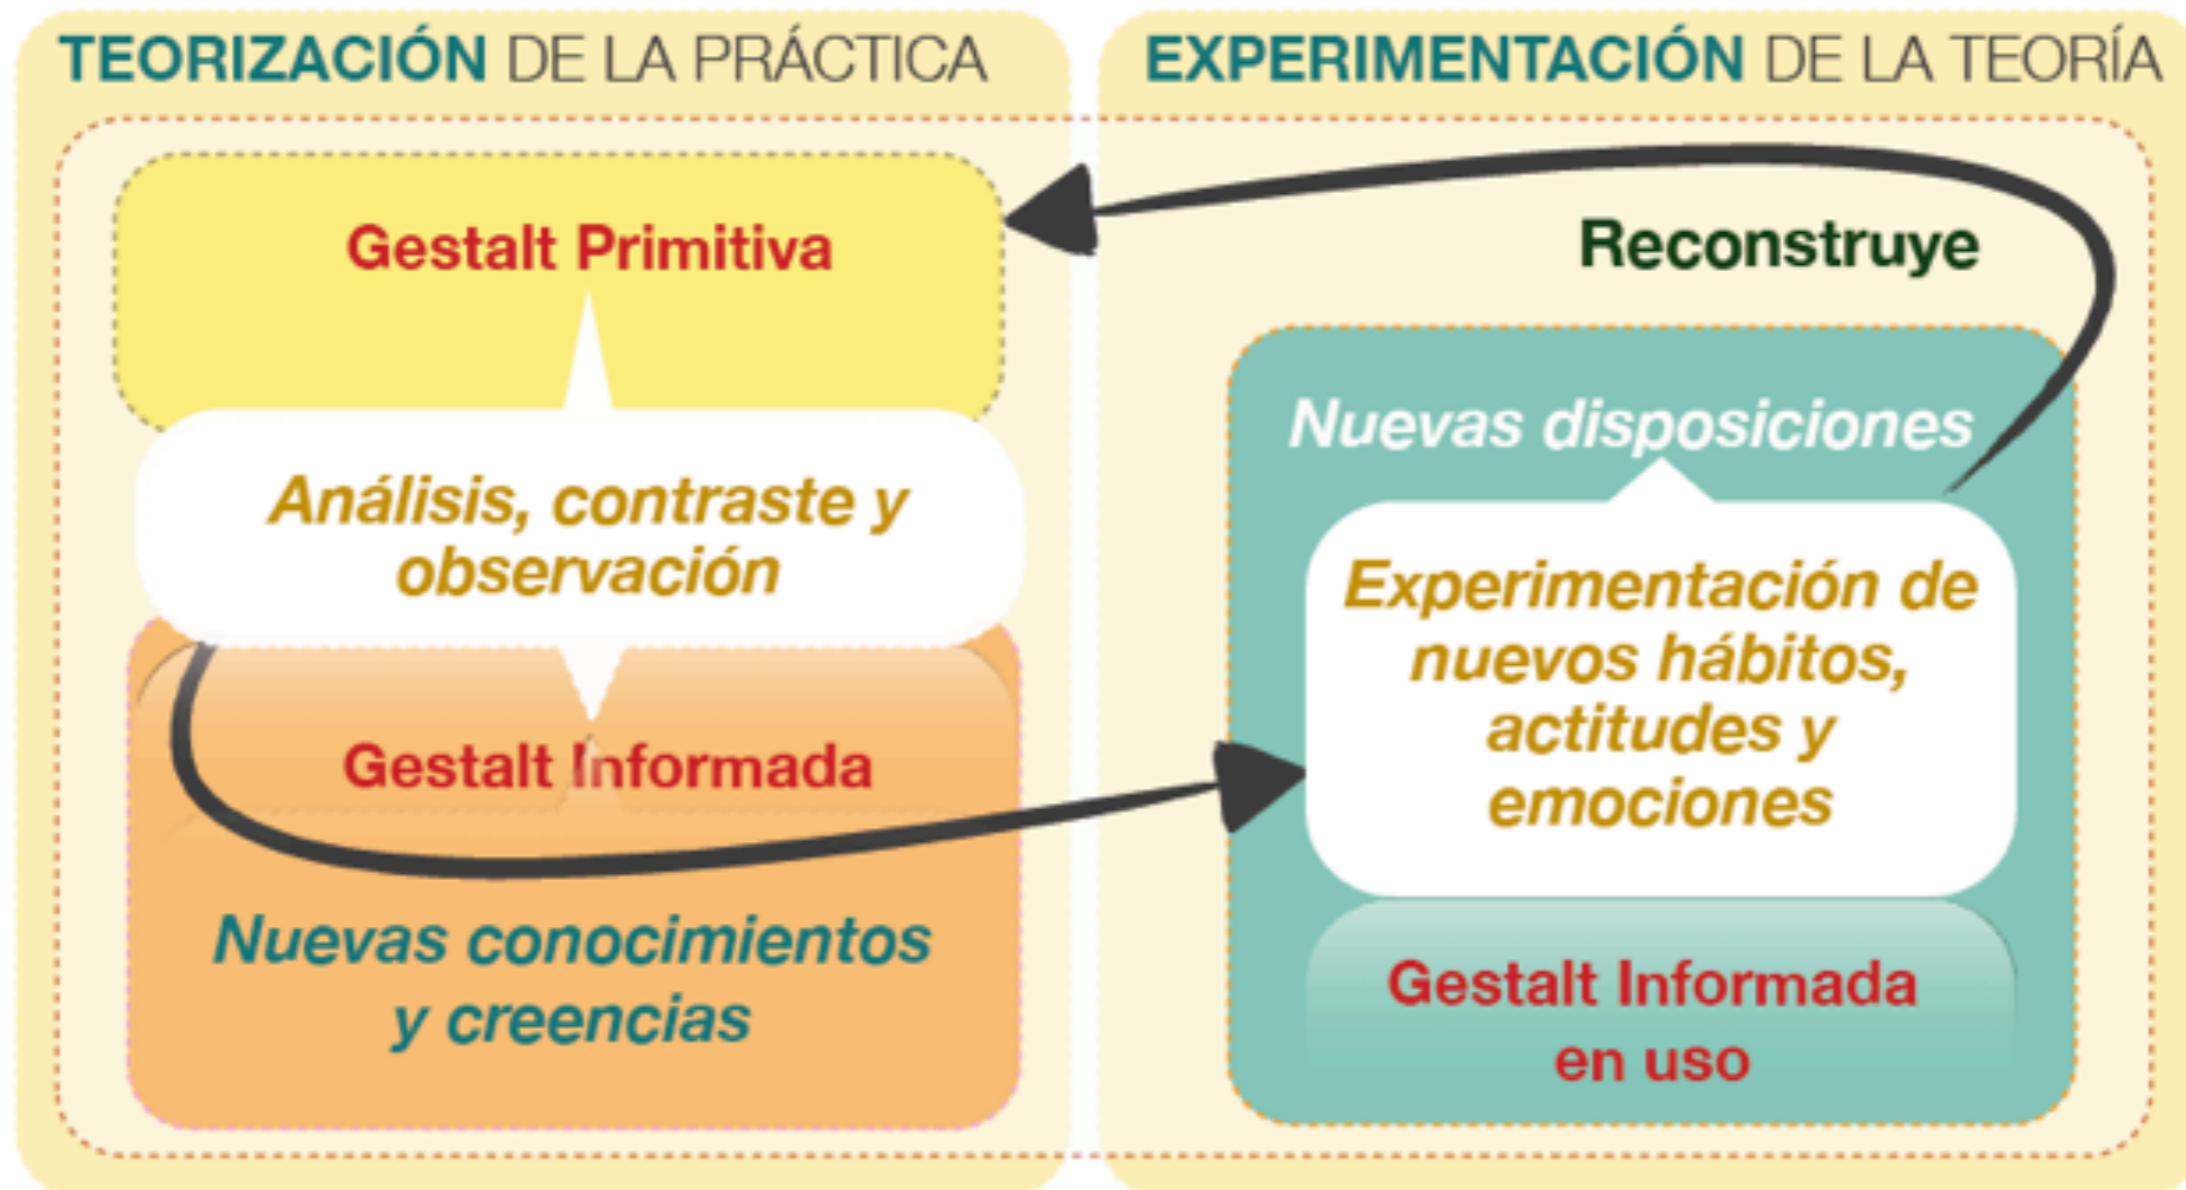 TEORIZACIÓN DE LA PRÁCTICA
Gestalt Primitiva
Análisis, contraste y
observación
Gestalt Informada
Nuevas conocimientos
y creencias
EXPERIMENTACIÓN DE LA TEORÍA
Reconstruye
Nuevas disposiciones
Experimentación de
nuevos hábitos,
actitudes y
emociones
Gestalt Informada
en uso